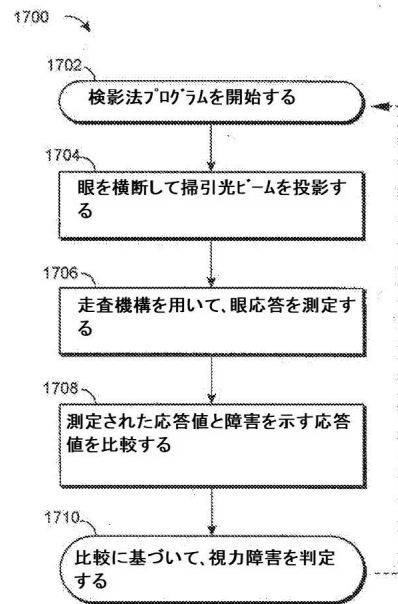 1700
1702
検影法プログラムを開始する
1704
眼を横断して掃引光ビームを投影す
る
1706
走査機構を用いて、眼応答を測定す
る
1708
測定された応答値と障害を示す応答
値を比較する
1710
比較に基づいて、視力障害を判定
する